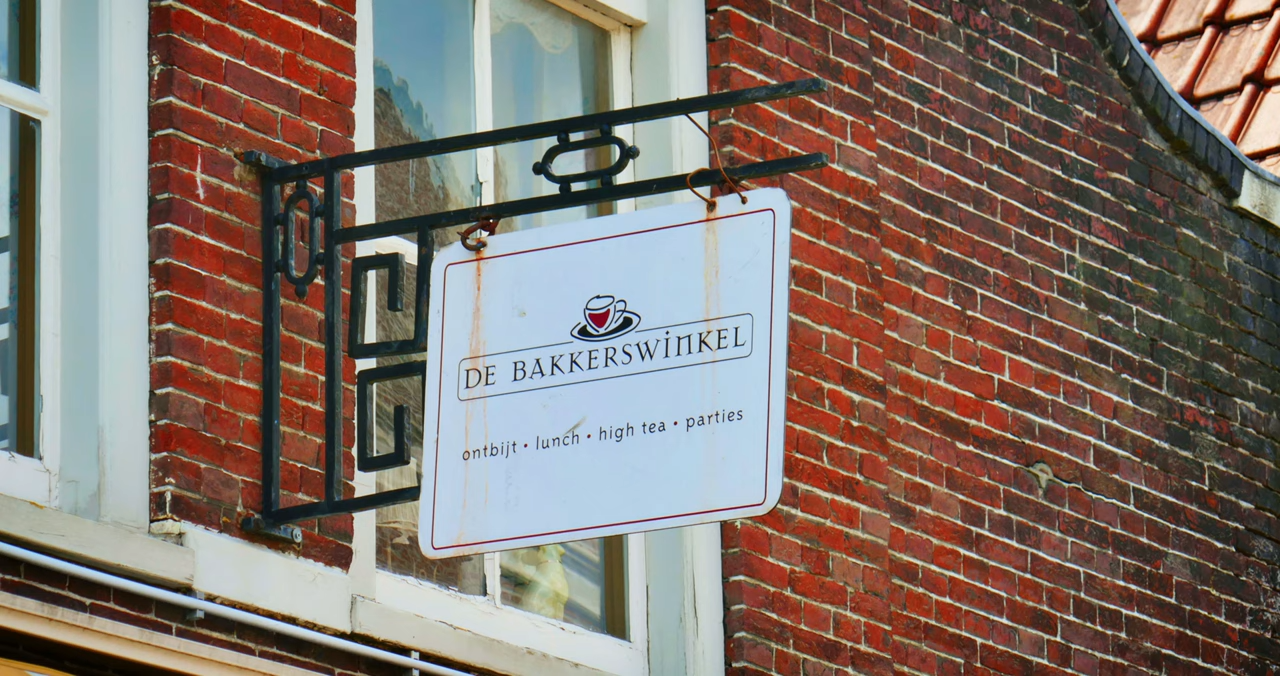 DE BAKKERSWINKEL
ontbijt • lunch • high tea • parties